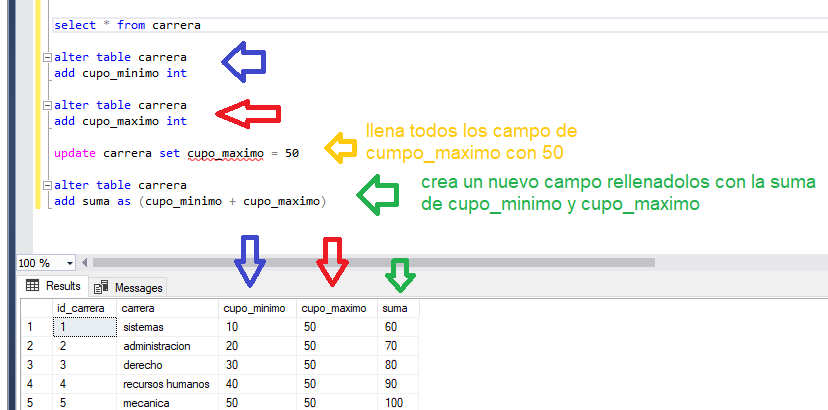 select * from carrera
alter table carrera
add cupo_minimo int
alter table carrera
add cupo_maximo int
llena todos los campo de
cumpo_maximo con 50
update carrera set cupo_maximo = 50
alter table carrera
add suma as (cupo_minimo + cupo_maximo)
crea un nuevo campo rellenadolos con la suma
de cupo_minimo y cupo_maximo
100 %
Results Messages
id_carrera carrera cupo_minimo cupo_maximo suma
1 1 sistemas 10 50 60
2 2 administracion 20 50 70
3 3 derecho 30 50 80
4 4 recursos humanos 40 50 90
5 5 mecanica 50 50 100